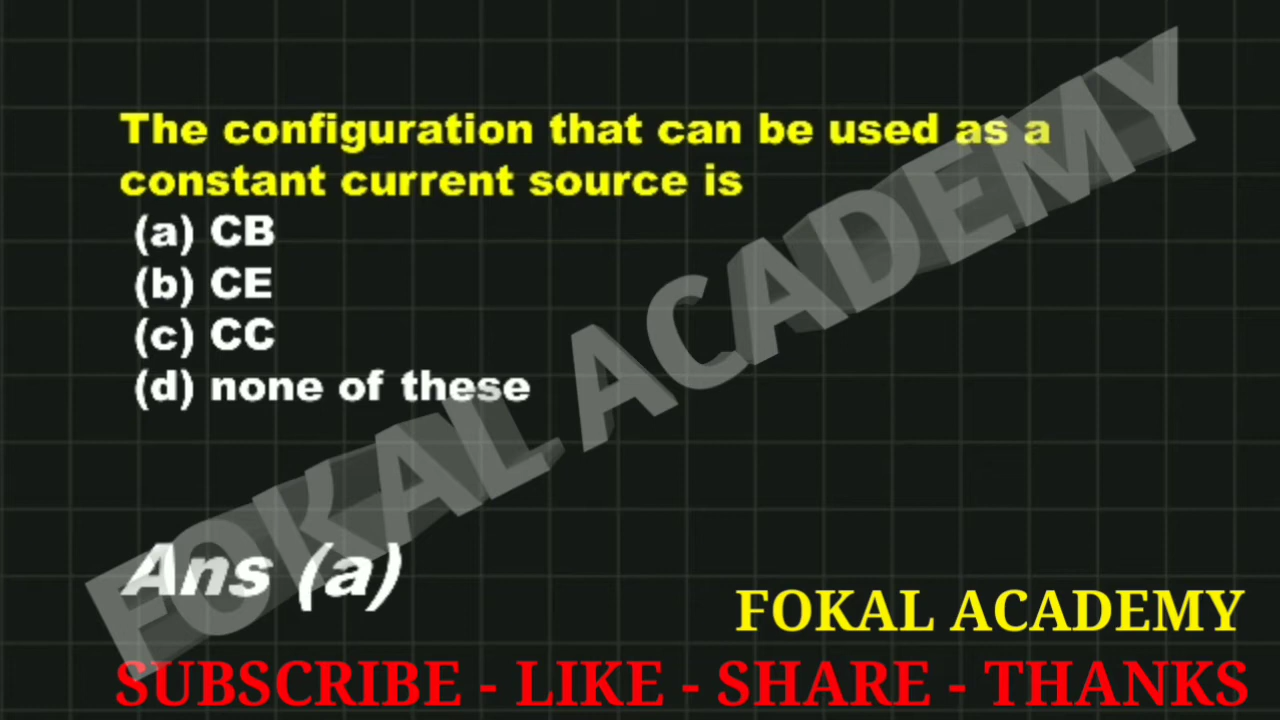 The configuration that can be used as a
constant current source is
(a) CB
(b) CE
(c) CC
(d) none of these
FOKAL ACADEMY
Ans (a)
FOKAL ACADEMY
SUBSCRIBE - LIKE - SHARE - THANKS